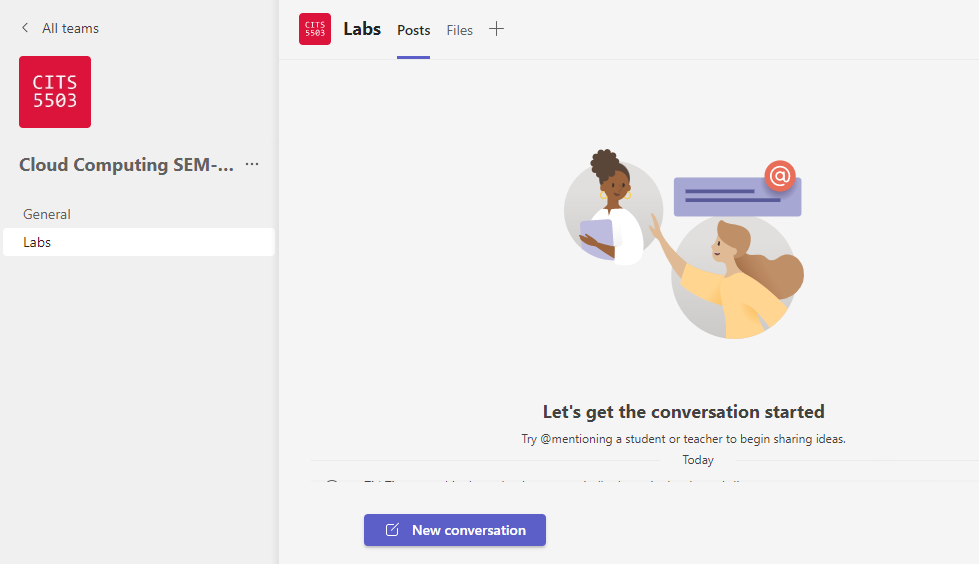 All teams
CITS
5503
Cloud Computing SEM-...
General
Labs
CITS
5503
Labs
Posts
Files
@
Let's get the conversation started
Try @mentioning a student or teacher to begin sharing ideas.
Today
New conversation